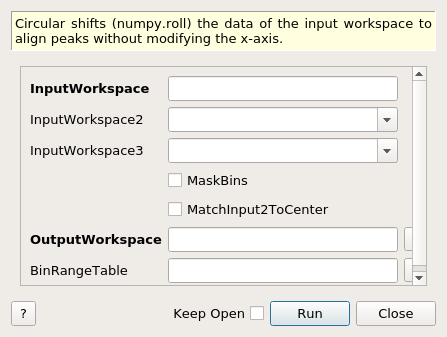 Circular shifts (numpy.roll) the data of the input workspace to
align peaks without modifying the x-axis.
InputWorkspace
InputWorkspace2
InputWorkspace3
MaskBins
MatchInput2ToCenter
OutputWorkspace
BinRangeTable
? Keep Open Run Close